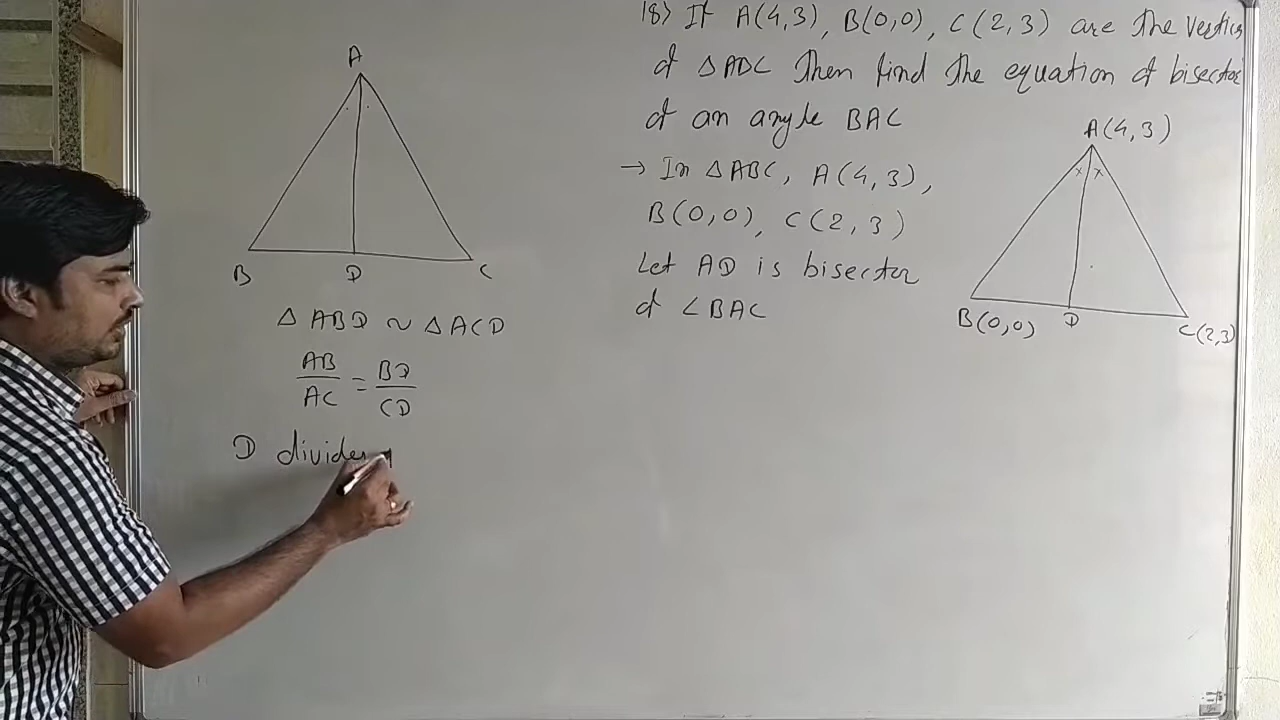 A
B
D
C
△ ABD ~ △ ACD
AB/AC = BD/CD
D divides
18) If A(4,3), B(0,0), C(2,3) are the vertices
of △ABC then find the equation of bisector
of an angle BAC
→ In △ABC, A(4,3),
B(0,0), C(2,3)
Let AD is bisector
of ∠BAC
A(4,3)
x x
B(0,0)
D
C(2,3)